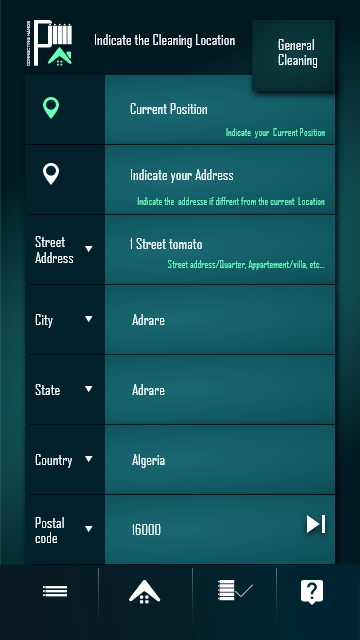 Indicate the Cleaning Location
General
Cleaning
Current Position
Indicate your Current Position
Indicate your Address
Indicate the addresse if diffrent from the current Location
Street
Address
1 Street tomato
Street address/Quarter, Appartement/villa, etc...
City
Adrare
State
Adrare
Country
Algeria
Postal
code
16000